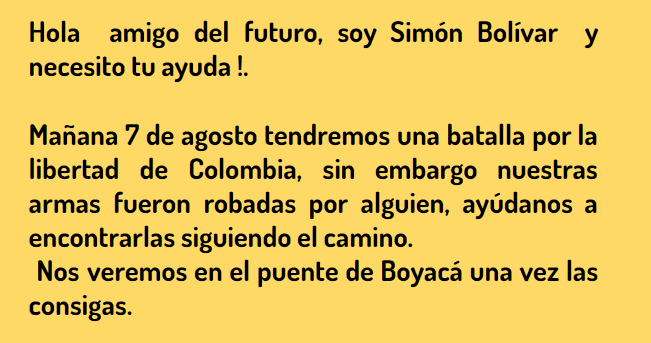 Hola amigo del futuro, soy Simón Bolívar y
necesito tu ayuda !.
Mañana 7 de agosto tendremos una batalla por la
libertad de Colombia, sin embargo nuestras
armas fueron robadas por alguien, ayúdanos a
encontrarlas siguiendo el camino.
Nos veremos en el puente de Boyacá una vez las
consigas.